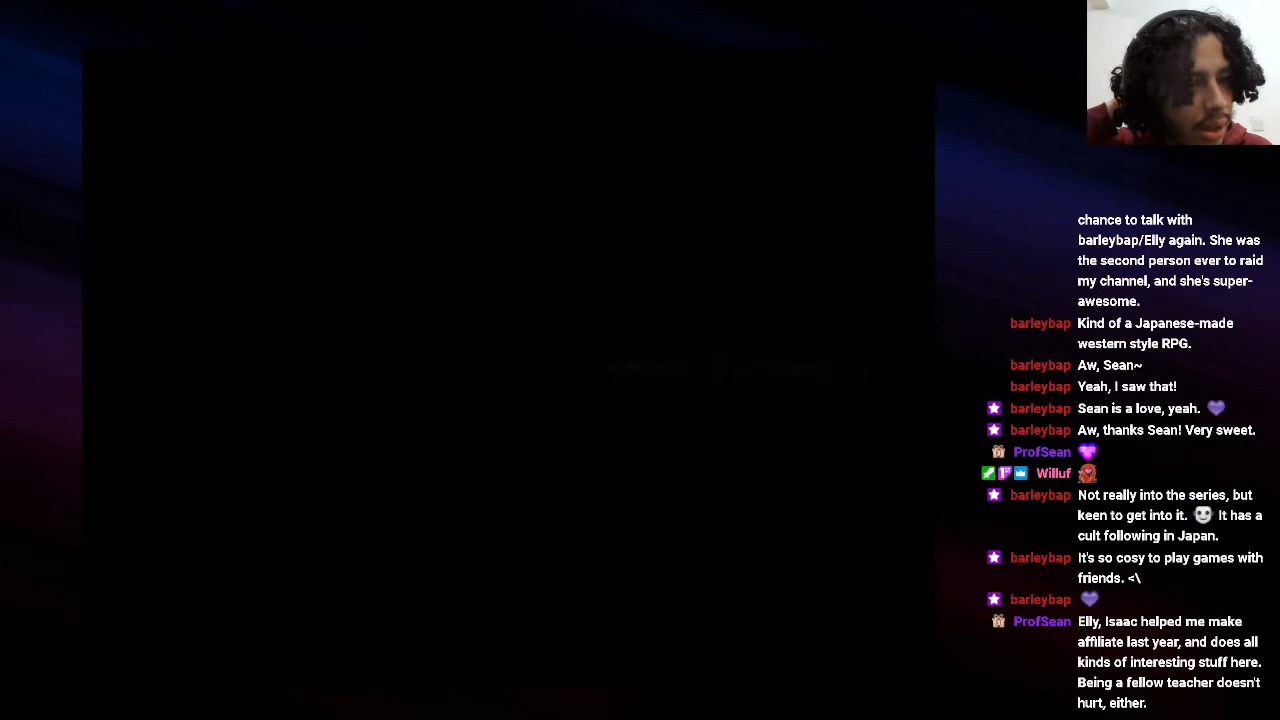 chance to talk with
barleybap/Elly again. She was
the second person ever to raid
my channel, and she's super-
awesome.
barleybap Kind of a Japanese-made
western style RPG.
barleybap Aw, Sean~
barleybap Yeah, I saw that!
barleybap Sean is a love, yeah.
barleybap Aw, thanks Sean! Very sweet.
ProfSean
Willuf
barleybap Not really into the series, but
keen to get into it. It has a
cult following in Japan.
barleybap It's so cosy to play games with
friends. <\
barleybap
ProfSean Elly, Isaac helped me make
affiliate last year, and does all
kinds of interesting stuff here.
Being a fellow teacher doesn't
hurt, either.